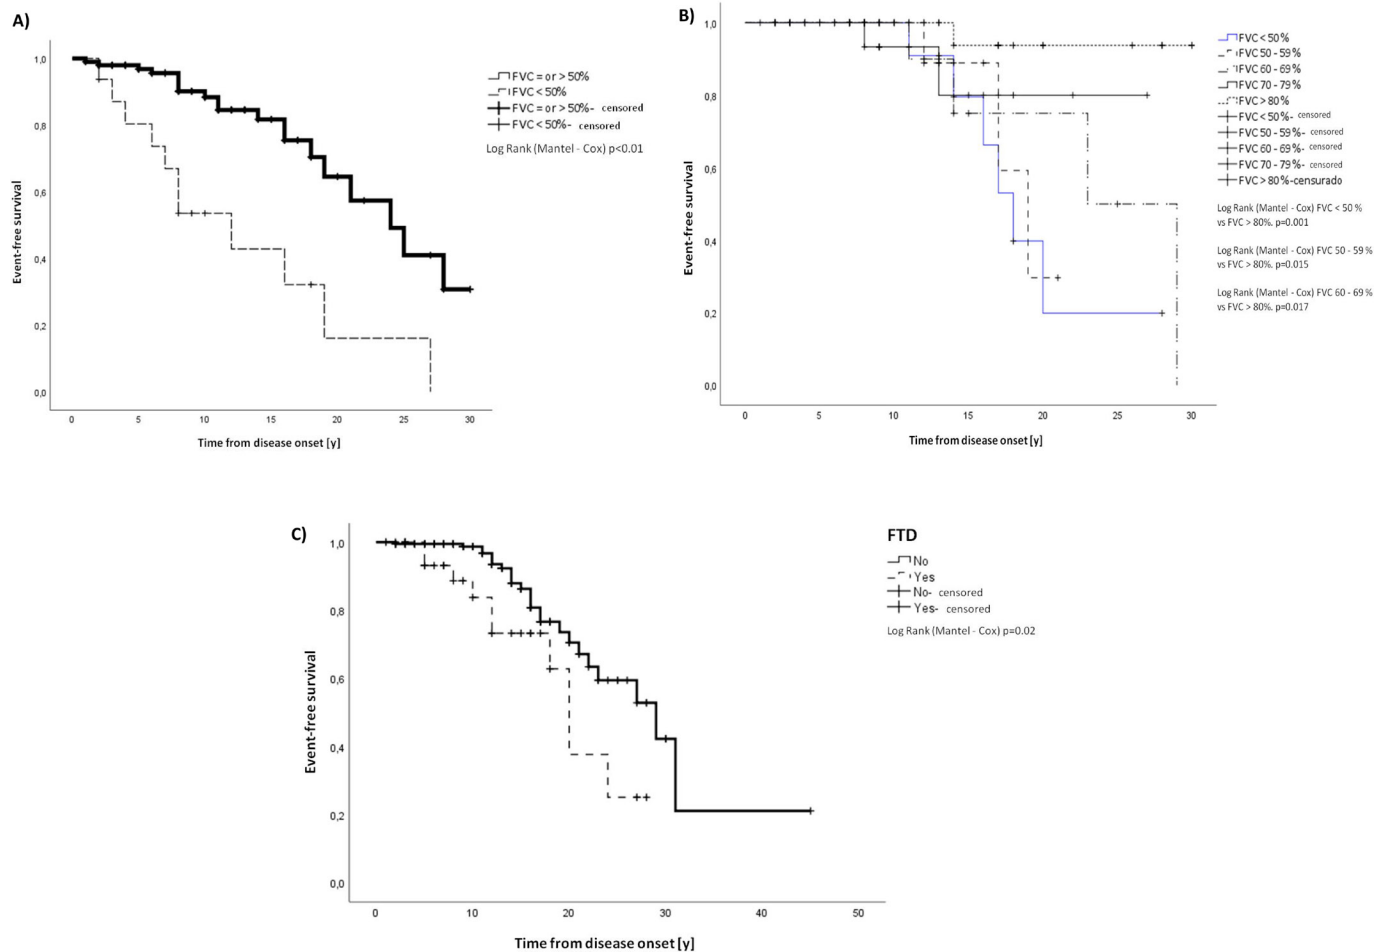 A)
1,0
0,8
0,6
0,4
0,2
0,0
Event-free survival
0 5 10 15 20 25 30
Time from disease onset [y]
FVC = or > 50%
FVC < 50%
FVC = or > 50%- censored
FVC < 50%- censored
Log Rank (Mantel - Cox) p<0.01
B)
1,0
0,8
0,6
0,4
0,2
0,0
Event-free survival
0 5 10 15 20 25 30
Time from disease onset [y]
FVC < 50%
FVC 50 - 59%
FVC 60 - 69%
FVC 70 - 79%
FVC > 80%
FVC < 50%- censored
FVC 50 - 59%- censored
FVC 60 - 69%- censored
FVC 70 - 79%- censored
FVC > 80%-censurado
Log Rank (Mantel - Cox) FVC < 50 %
vs FVC > 80%. p=0.001
Log Rank (Mantel - Cox) FVC 50 - 59 %
vs FVC > 80%. p=0.015
Log Rank (Mantel - Cox) FVC 60 - 69 %
vs FVC > 80%. p=0.017
C)
1,0
0,8
0,6
0,4
0,2
0,0
Event-free survival
0 10 20 30 40 50
Time from disease onset [y]
FTD
No
Yes
No- censored
Yes- censored
Log Rank (Mantel - Cox) p=0.02